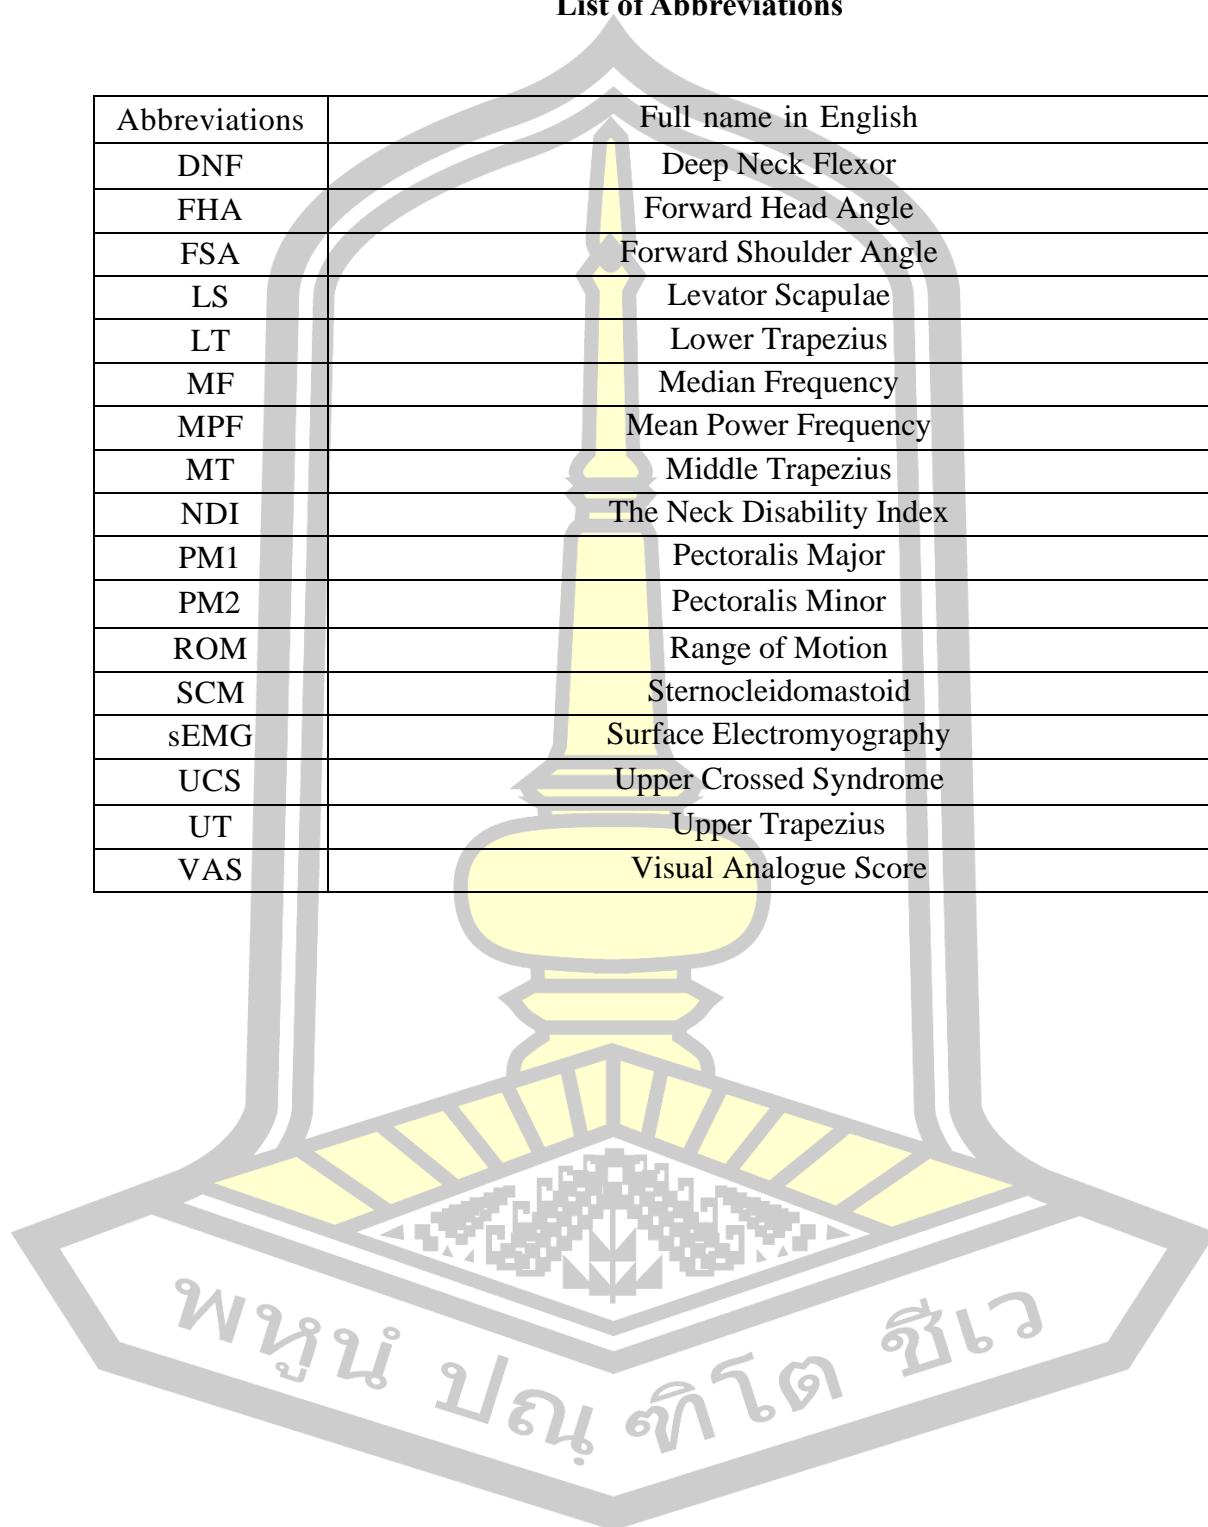 List of Abbreviations
Abbreviations Full name in English
DNF Deep Neck Flexor
FHA Forward Head Angle
FSA Forward Shoulder Angle
LS Levator Scapulae
LT Lower Trapezius
MF Median Frequency
MPF Mean Power Frequency
MT Middle Trapezius
NDI The Neck Disability Index
PM1 Pectoralis Major
PM2 Pectoralis Minor
ROM Range of Motion
SCM Sternocleidomastoid
sEMG Surface Electromyography
UCS Upper Crossed Syndrome
UT Upper Trapezius
VAS Visual Analogue Score
พหูนํ ปณฺฑิโต ชีเว